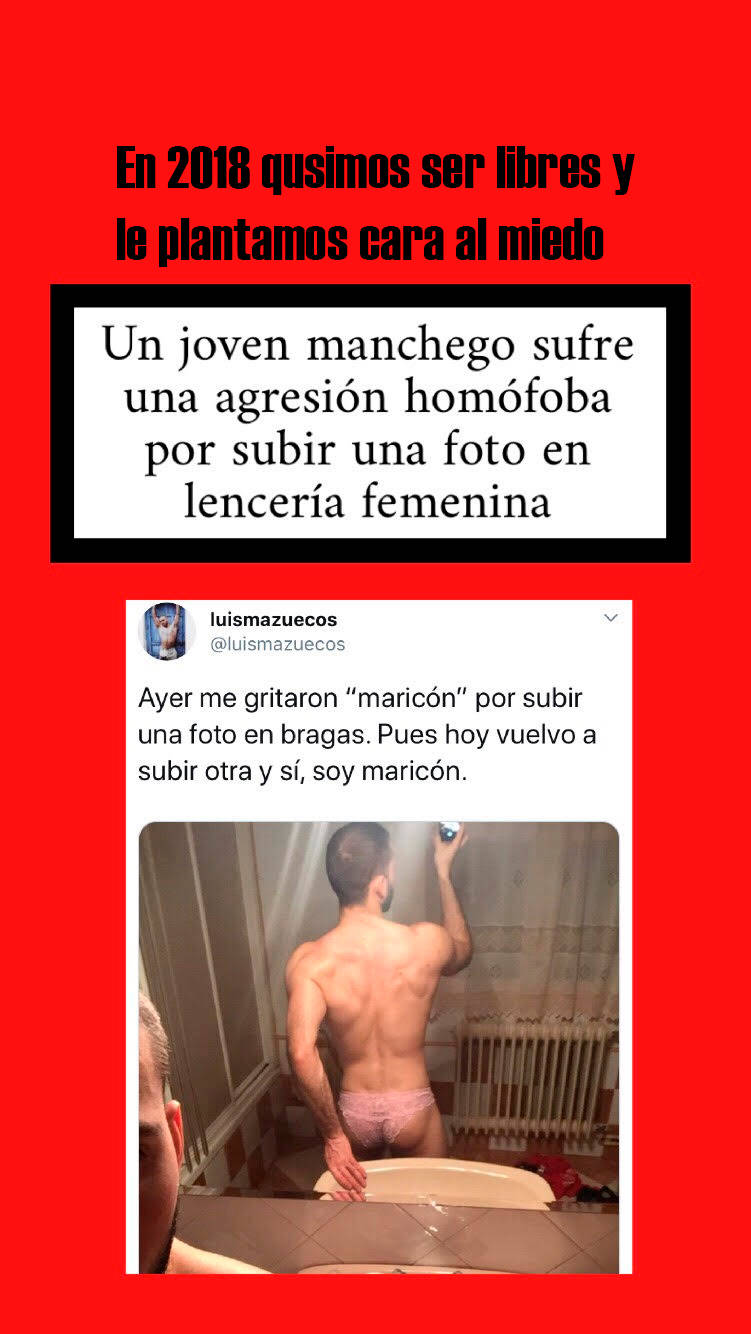 En 2018 qusimos ser libres y
le plantamos cara al miedo
Un joven manchego sufre
una agresión homófoba
por subir una foto en
lencería femenina
luismazuecos
@luismazuecos
Ayer me gritaron “maricón” por subir
una foto en bragas. Pues hoy vuelvo a
subir otra y sí, soy maricón.